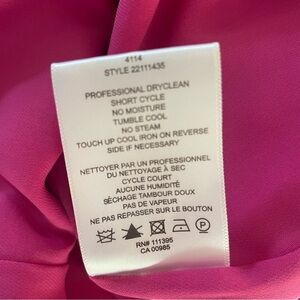 4114
STYLE 22111435
PROFESSIONAL DRYCLEAN
SHORT CYCLE
NO MOISTURE
TUMBLE COOL
NO STEAM
TOUCH UP COOL IRON ON REVERSE
SIDE IF NECESSARY
NETTOYER PAR UN PROFESSIONNEL
DU NETTOYAGE À SEC
CYCLE COURT
AUCUNE HUMIDITÉ
SÉCHAGE TAMBOUR DOUX
PAS DE VAPEUR
NE PAS REPASSER SUR LE BOUTON
P
RN# 111395
CA 00985